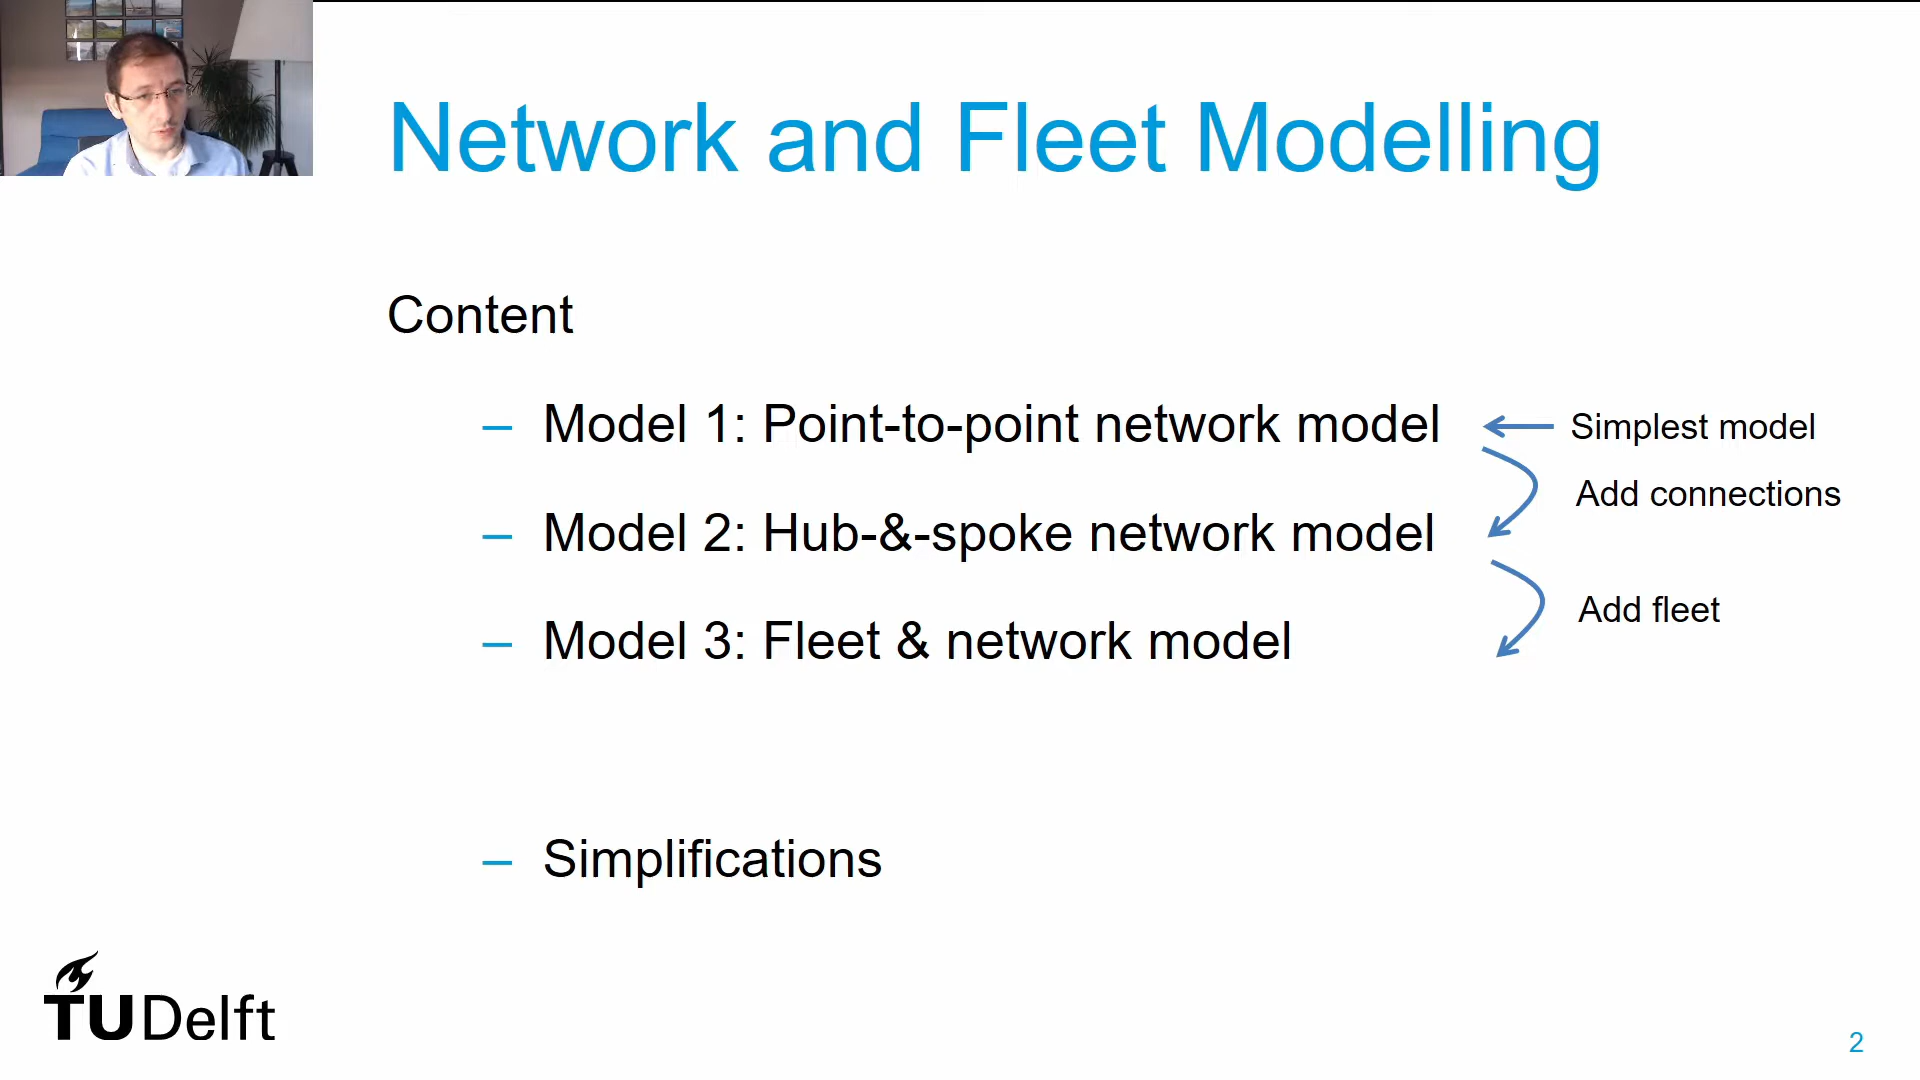 Network and Fleet Modelling
Content
– Model 1: Point-to-point network model
Simplest model
Add connections
– Model 2: Hub-&-spoke network model
Add fleet
– Model 3: Fleet & network model
– Simplifications
TUDelft
2